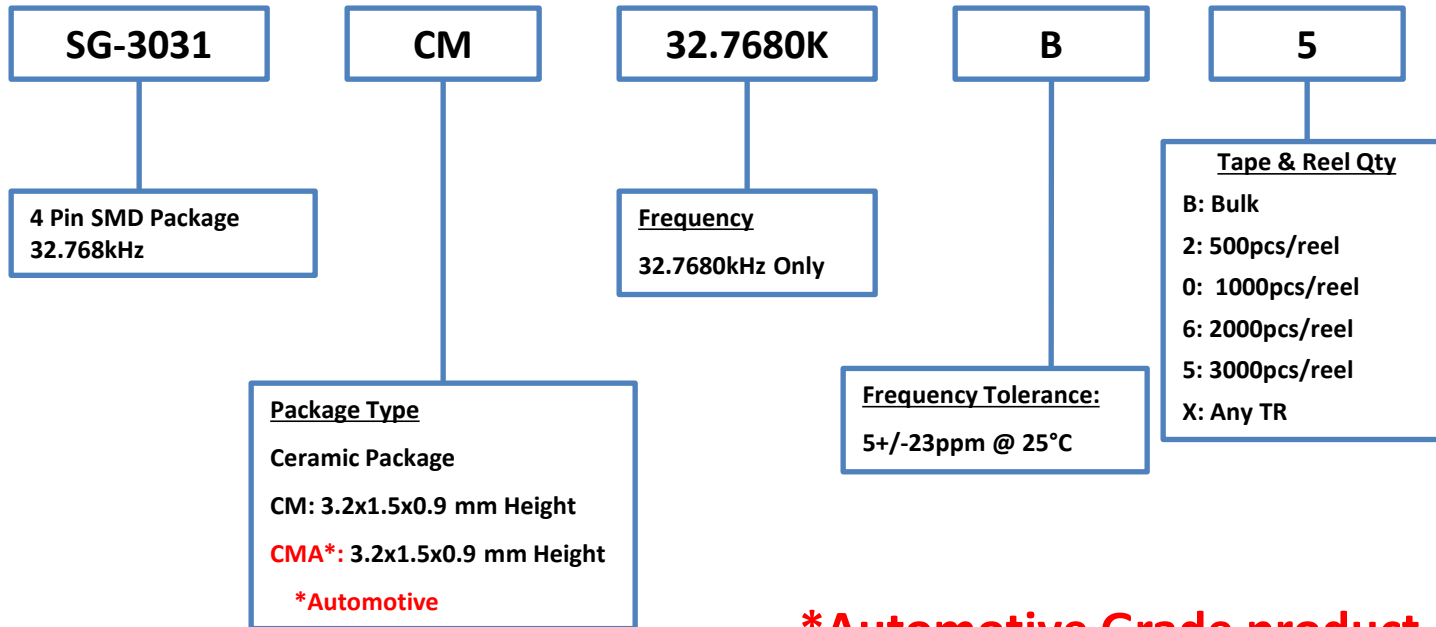 SG-3031
CM
32.7680K
B
5
4 Pin SMD Package
32.768kHz
Package Type
Ceramic Package
CM: 3.2x1.5x0.9 mm Height
CMA*: 3.2x1.5x0.9 mm Height
*Automotive
Frequency
32.7680kHz Only
Frequency Tolerance:
5+/-23ppm @ 25°C
Tape & Reel Qty
B: Bulk
2: 500pcs/reel
0: 1000pcs/reel
6: 2000pcs/reel
5: 3000pcs/reel
X: Any TR
*Automotive Grade product